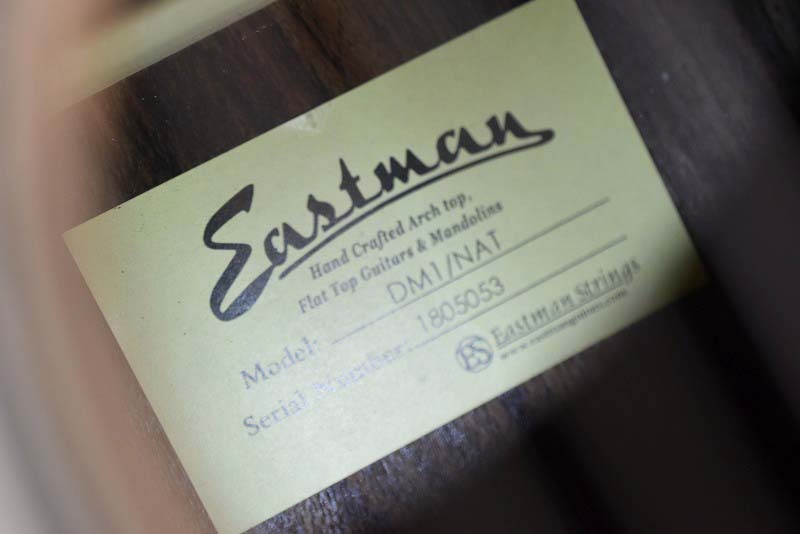 Eastman
Hand Crafted Arch top,
Flat Top Guitars & Mandolins
Model: DM1/NAT
Serial Number: 1805053
ES Eastman Strings
www.eastmanguitars.com